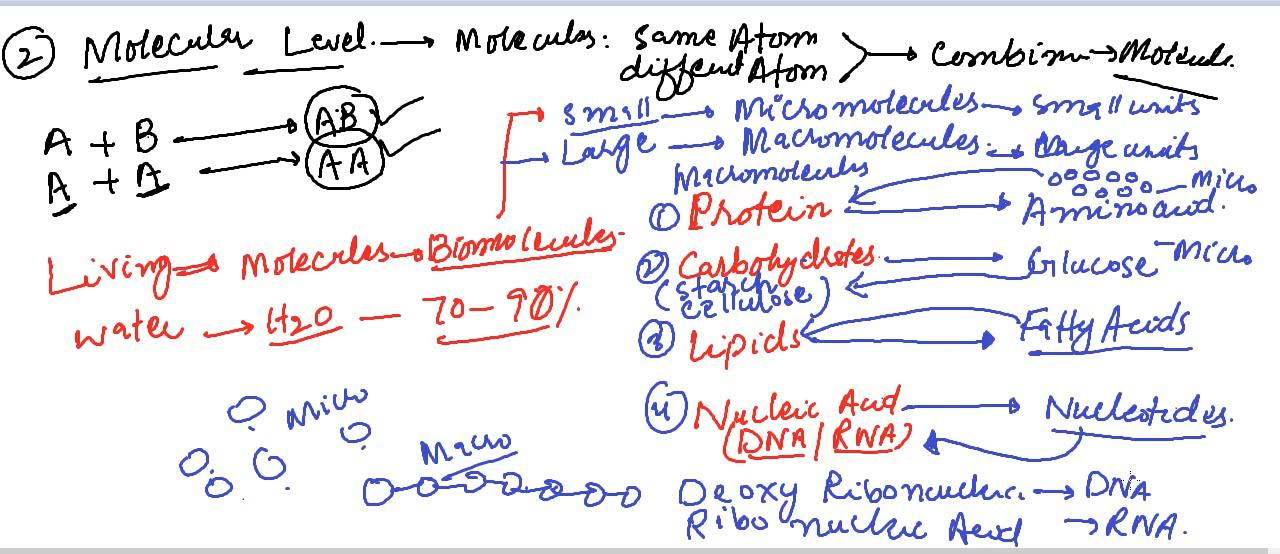 ② Molecular Level. → Molecules: Same Atom
different Atom → Combine → Molecule.
A + B → AB ✓
A + A → AA ✓
Small → Micromolecules → Small units
Large → Macromolecules. → Large units
Macromolecules
Micro
① Protein → Amino acid.
② Carbohydrates → Glucose - Micro
(Starch
cellulose)
③ Lipids → Fatty Acids
④ Nucleic Acid → Nucleotides.
(DNA/RNA)
Deoxy Ribonucleic. → DNA
Ribo nucleic Acid → RNA.
Living → Molecules → Biomolecules-
water → H2O — 70-90%.
Micro
Macro